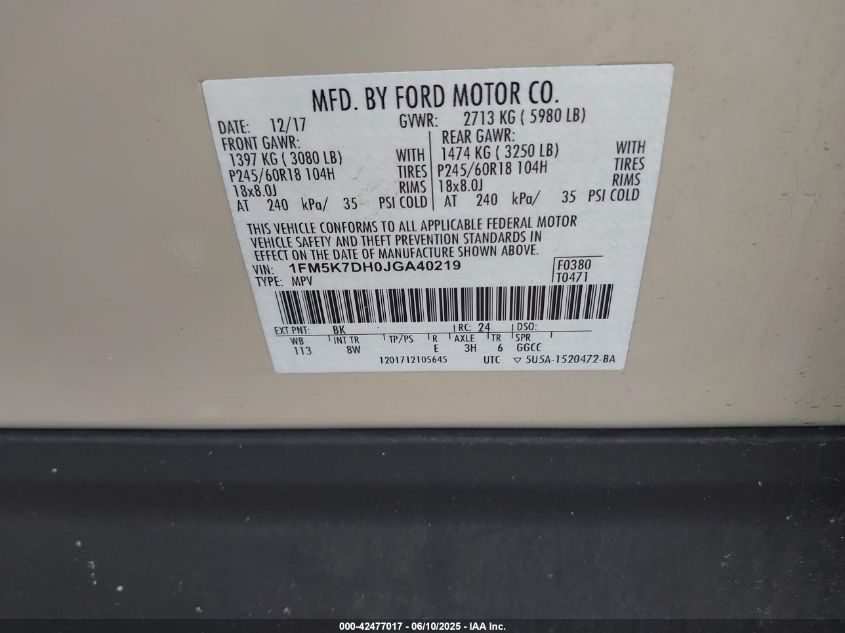 MFD. BY FORD MOTOR CO.
DATE: 12/17 GVWR: 2713 KG ( 5980 LB)
FRONT GAWR: REAR GAWR:
1397 KG ( 3080 LB) WITH 1474 KG ( 3250 LB) WITH
P245/60R18 104H TIRES P245/60R18 104H TIRES
18x8.0J RIMS 18x8.0J RIMS
AT 240 kPa/ 35 PSI COLD AT 240 kPa/ 35 PSI COLD
THIS VEHICLE CONFORMS TO ALL APPLICABLE FEDERAL MOTOR
VEHICLE SAFETY AND THEFT PREVENTION STANDARDS IN
EFFECT ON THE DATE OF MANUFACTURE SHOWN ABOVE.
VIN: 1FM5K7DH0JGA40219 F0380
TYPE: MPV T0471
EXT PNT: BK RC: 24 DSO:
WB INT TR TP/PS R AXLE TR SPR
113 8W E 3H 6 GGCC
1201712105645 UTC ▽ 5U5A-1520472-BA
000-42477017 - 06/10/2025 - IAA Inc.